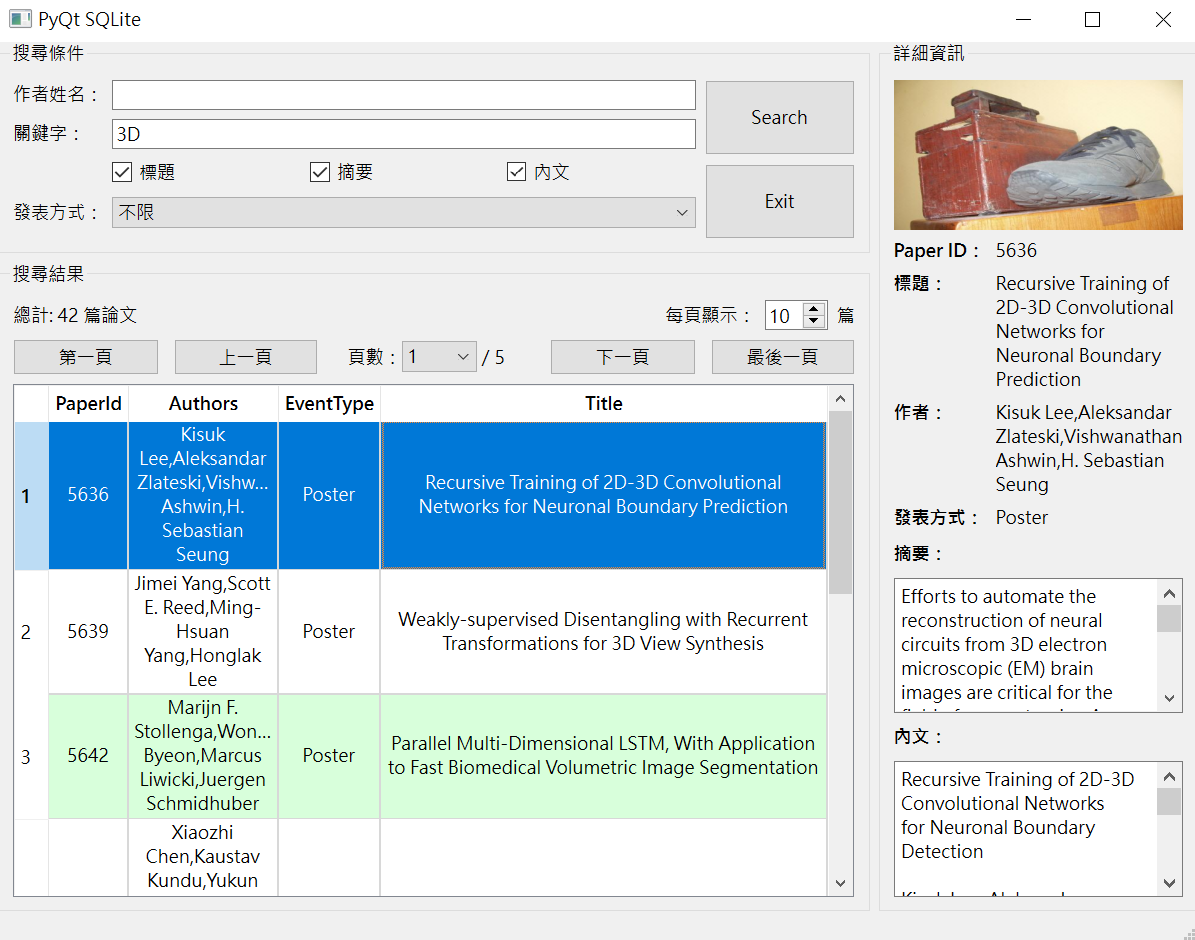 PyQt SQLite
搜尋條件
作者姓名：
關鍵字： 3D
標題 摘要 內文
發表方式： 不限
Search
Exit
搜尋結果
總計: 42 篇論文 每頁顯示： 10 篇
第一頁 上一頁 頁數： 1 / 5 下一頁 最後一頁
PaperId Authors EventType Title
1 5636
Kisuk
Lee,Aleksandar
Zlateski,Vishw...
Ashwin,H.
Sebastian
Seung
Poster
Recursive Training of 2D-3D Convolutional
Networks for Neuronal Boundary Prediction
2 5639
Jimei Yang,Scott
E. Reed,Ming-
Hsuan
Yang,Honglak
Lee
Poster
Weakly-supervised Disentangling with Recurrent
Transformations for 3D View Synthesis
3 5642
Marijn F.
Stollenga,Won...
Byeon,Marcus
Liwicki,Juergen
Schmidhuber
Poster
Parallel Multi-Dimensional LSTM, With Application
to Fast Biomedical Volumetric Image Segmentation
Xiaozhi
Chen,Kaustav
Kundu,Yukun
詳細資訊
Paper ID： 5636
標題： Recursive Training of
2D-3D Convolutional
Networks for
Neuronal Boundary
Prediction
作者： Kisuk Lee,Aleksandar
Zlateski,Vishwanathan
Ashwin,H. Sebastian
Seung
發表方式： Poster
摘要：
Efforts to automate the
reconstruction of neural
circuits from 3D electron
microscopic (EM) brain
images are critical for the
內文：
Recursive Training of 2D-3D
Convolutional Networks
for Neuronal Boundary
Detection